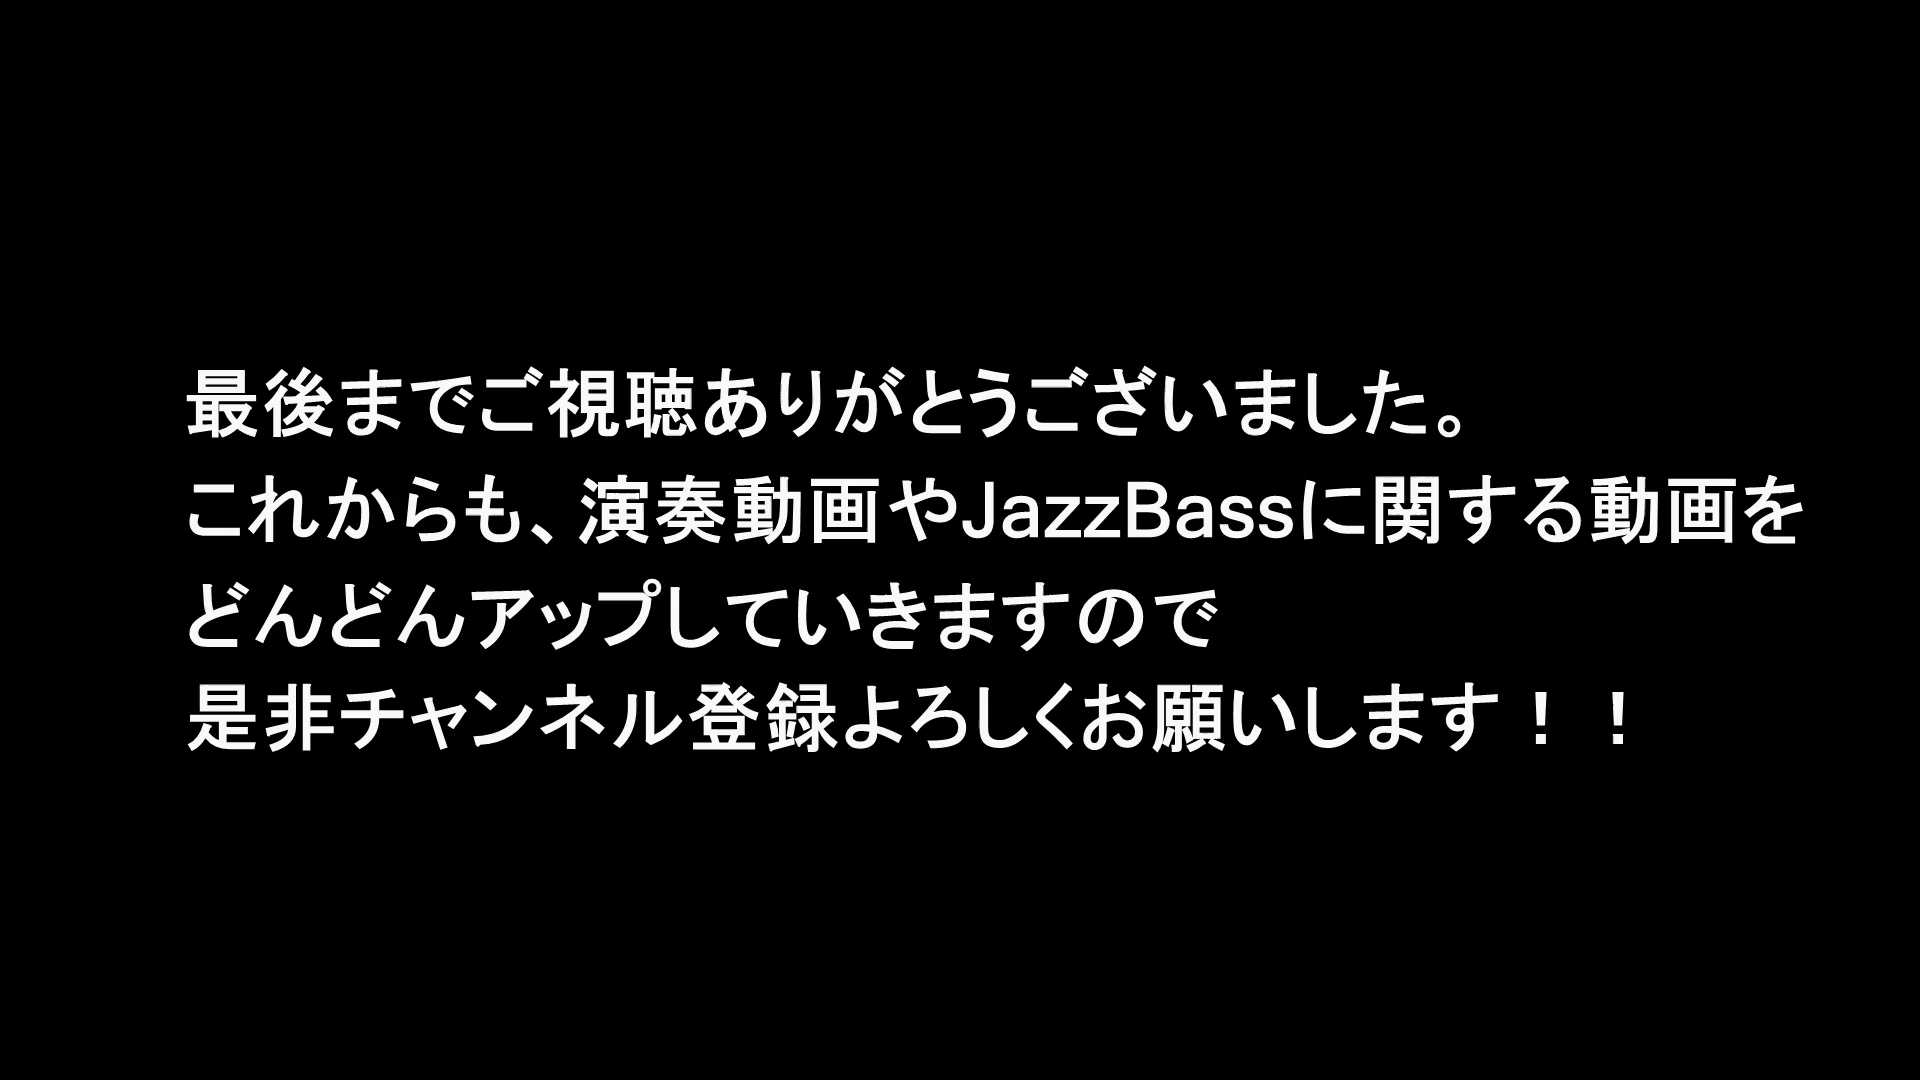 最後までご視聴ありがとうございました。
これからも、演奏動画やJazzBassに関する動画を
どんどんアップしていきますので
是非チャンネル登録よろしくお願いします！！